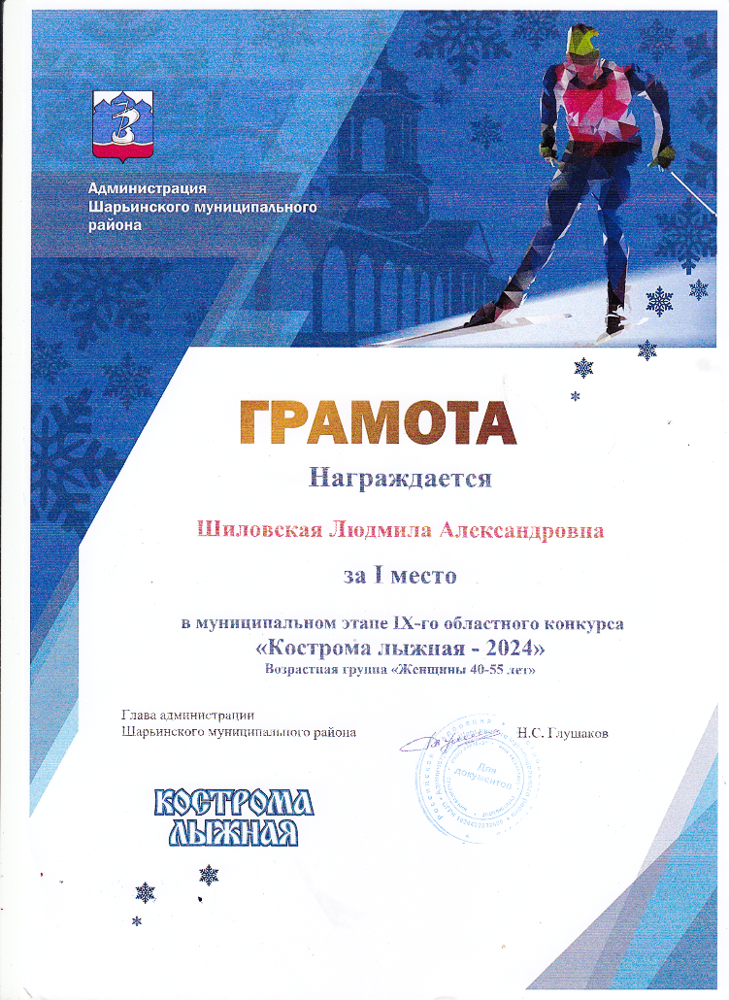 Администрация
Шарьинского муниципального
района
ГРАМОТА
Награждается
Шиловская Людмила Александровна
за I место
в муниципальном этапе IX-го областного конкурса
«Кострома лыжная - 2024»
Возрастная группа «Женщины 40-55 лет»
Глава администрации
Шарьинского муниципального района
Н.С. Глушаков
Для
документов
КОСТРОМА
ЛЫЖНАЯ